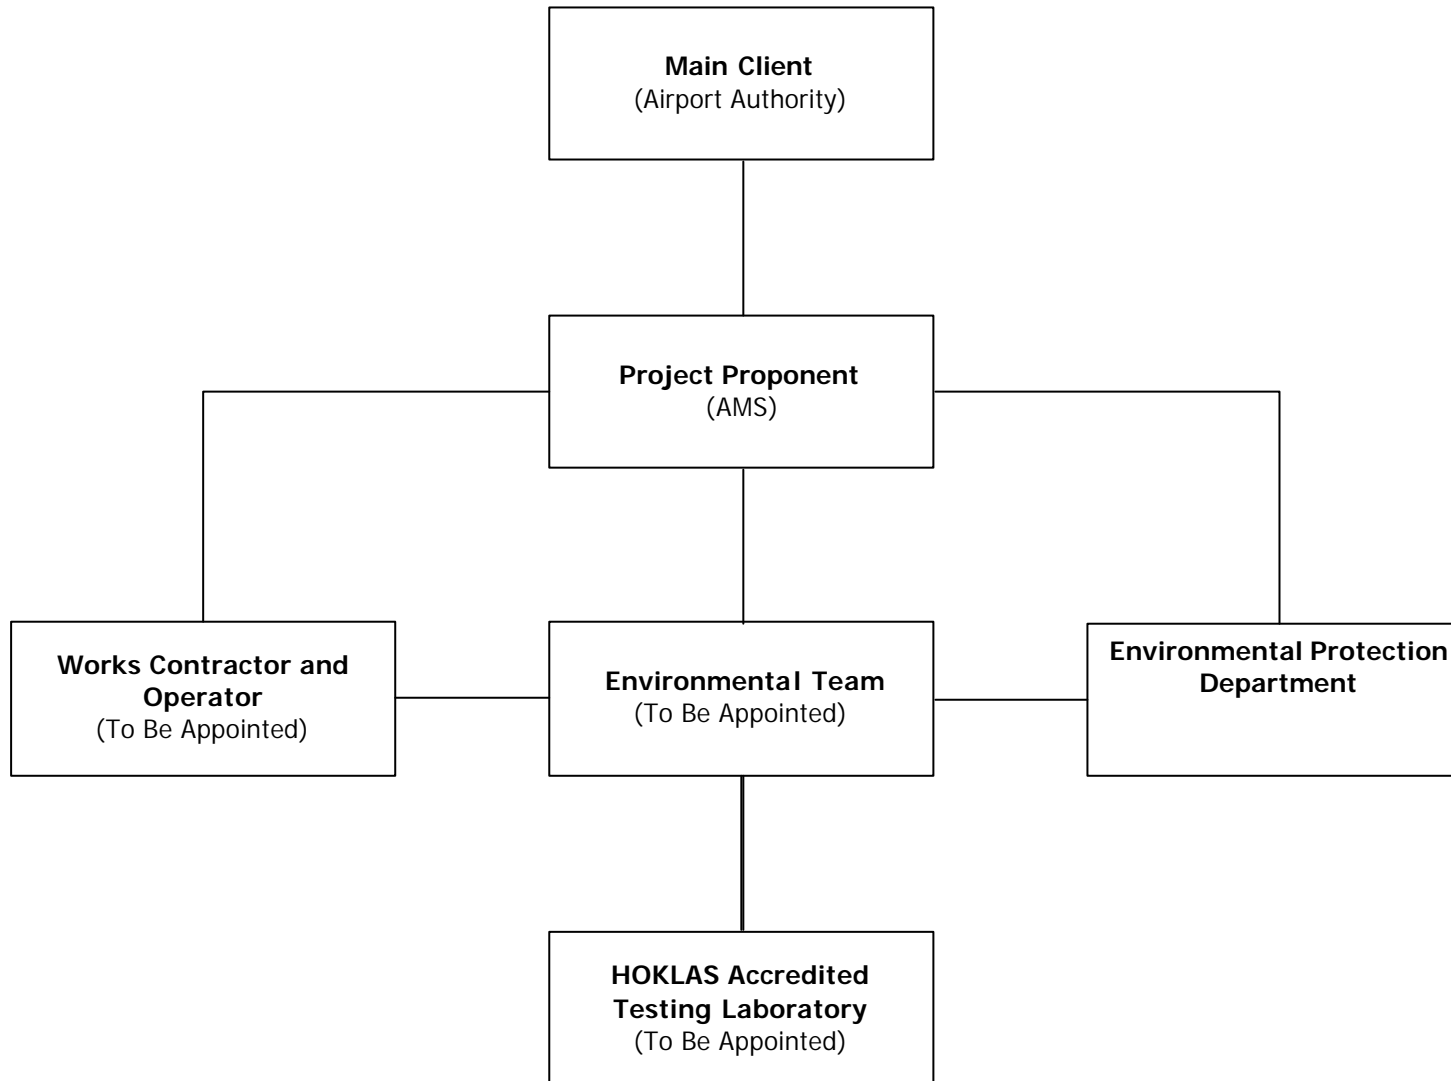 Main Client
(Airport Authority)
Project Proponent
(AMS)
Works Contractor and
Operator
(To Be Appointed)
Environmental Team
(To Be Appointed)
Environmental Protection
Department
HOKLAS Accredited
Testing Laboratory
(To Be Appointed)